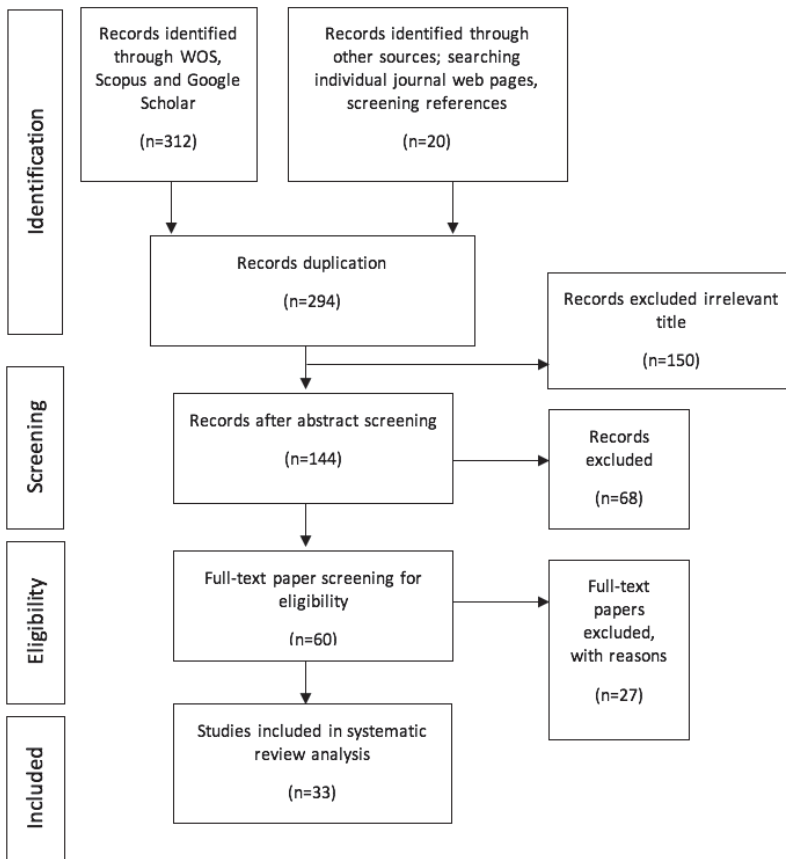 Identification
Records identified
through WOS,
Scopus and Google
Scholar
(n=312)
Records identified through
other sources; searching
individual journal web pages,
screening references
(n=20)
Records duplication
(n=294)
Records excluded irrelevant
title
(n=150)
Screening
Records after abstract screening
(n=144)
Records
excluded
(n=68)
Eligibility
Full-text paper screening for
eligibility
(n=60)
Full-text
papers
excluded,
with reasons
(n=27)
Included
Studies included in systematic
review analysis
(n=33)